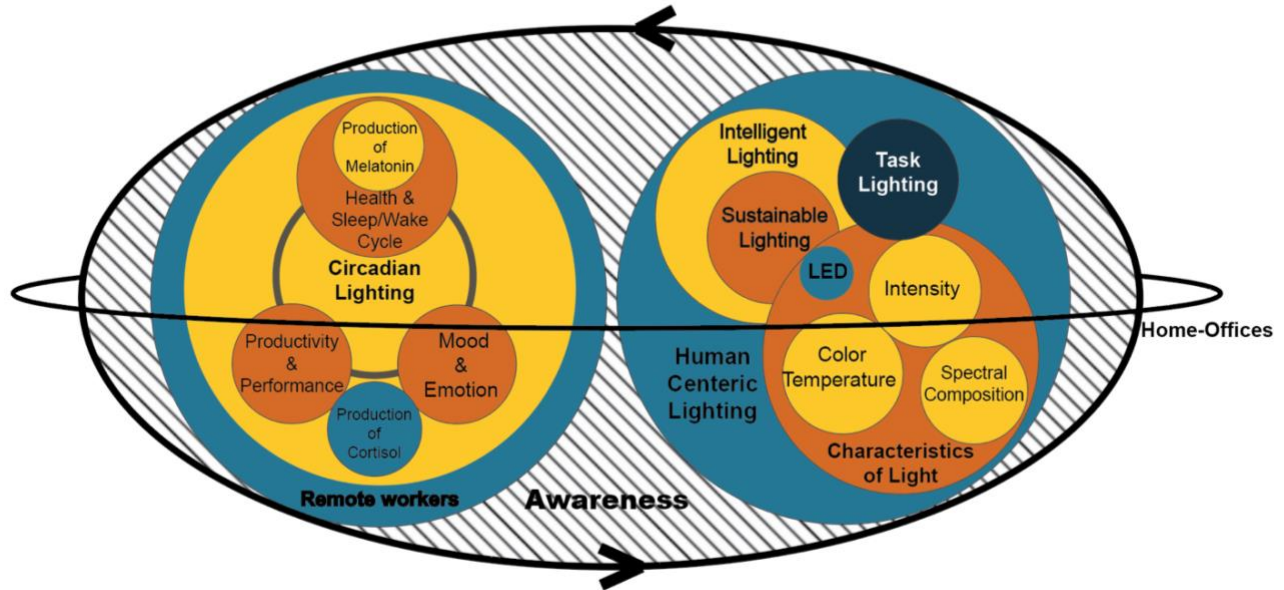 Production
of
Melatonin
Health &
Sleep/Wake
Cycle
Circadian
Lighting
Productivity
&
Performance
Mood
&
Emotion
Production
of
Cortisol
Remote workers
Awareness
Intelligent
Lighting
Task
Lighting
Sustainable
Lighting
LED
Intensity
Human
Centeric
Lighting
Color
Temperature
Spectral
Composition
Characteristics
of Light
Home-Offices